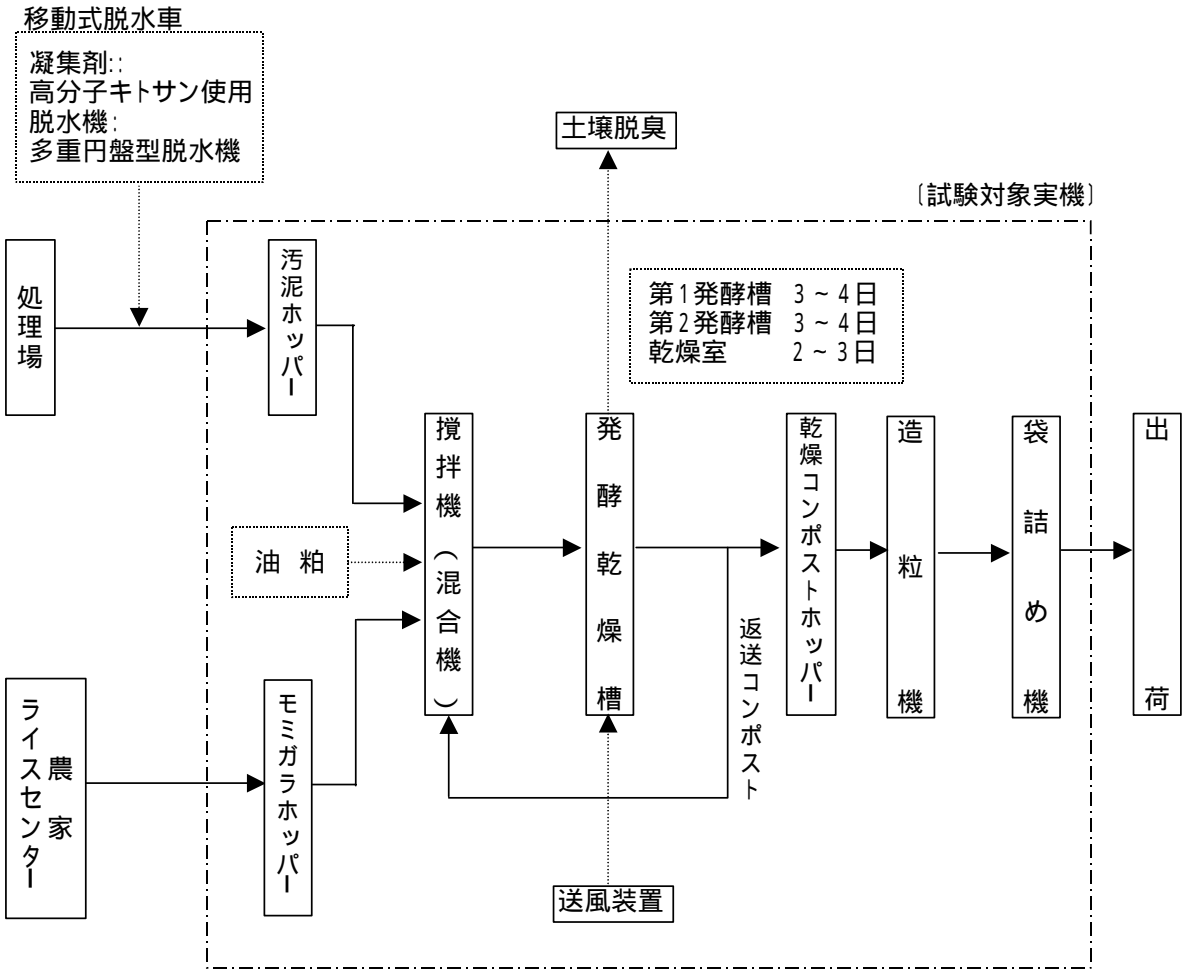 移動式脱水車
凝集剤::
高分子キトサン使用
脱水機:
多重円盤型脱水機
土壌脱臭
〔試験対象実機〕
処理場
汚泥ホッパー
第1発酵槽 3~4日
第2発酵槽 3~4日
乾燥室 2~3日
撹拌機(混合機)
発酵乾燥槽
乾燥コンポストホッパー
造粒機
袋詰め機
出荷
油粕
返送コンポスト
農家
ライスセンター
モミガラホッパー
送風装置